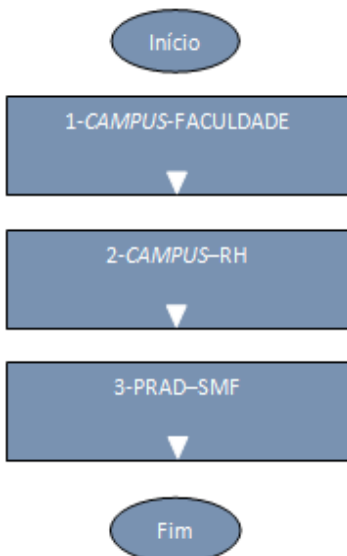 Início
1-CAMPUS-FACULDADE
2-CAMPUS–RH
3-PRAD–SMF
Fim